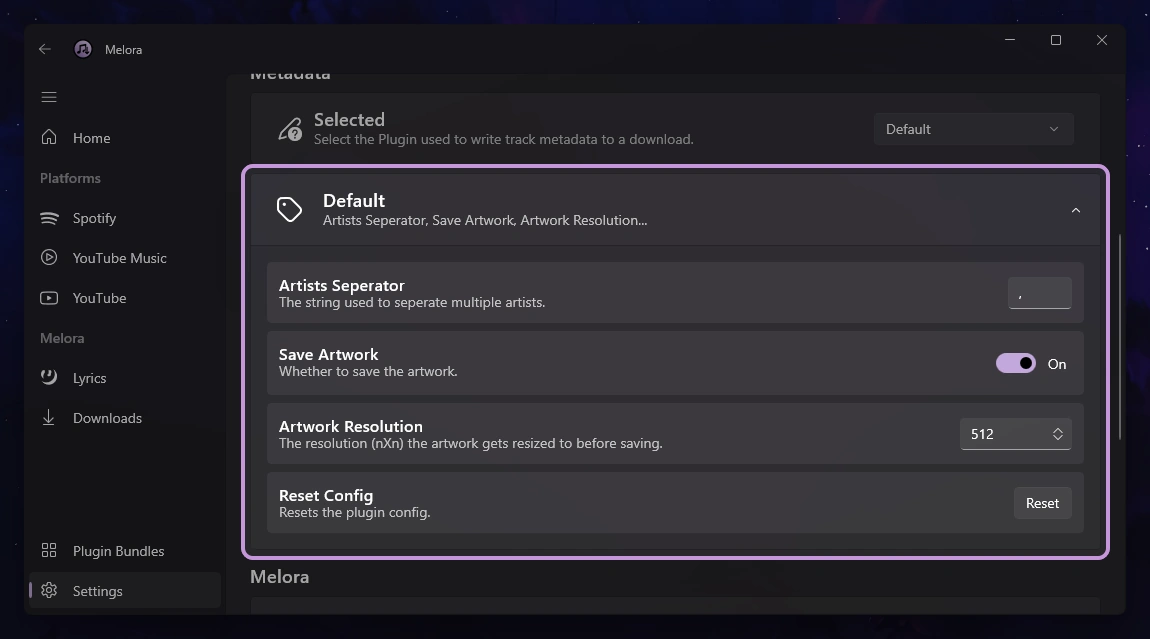 Melora
Metadata
Home
Selected
Select the Plugin used to write track metadata to a download.
Default
Platforms
Spotify
YouTube Music
YouTube
Melora
Lyrics
Downloads
Plugin Bundles
Settings
Default
Artists Seperator, Save Artwork, Artwork Resolution...
Artists Seperator
The string used to seperate multiple artists.
,
Save Artwork
Whether to save the artwork.
On
Artwork Resolution
The resolution (nXn) the artwork gets resized to before saving.
512
Reset Config
Resets the plugin config.
Reset
Melora